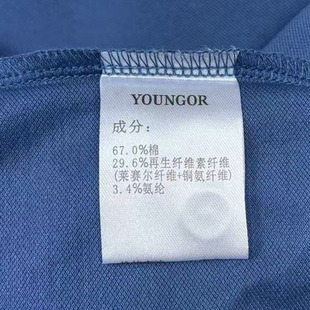 YOUNGOR
成分：
67.0%棉
29.6%再生纤维素纤维
(莱赛尔纤维+铜氨纤维)
3.4%氨纶